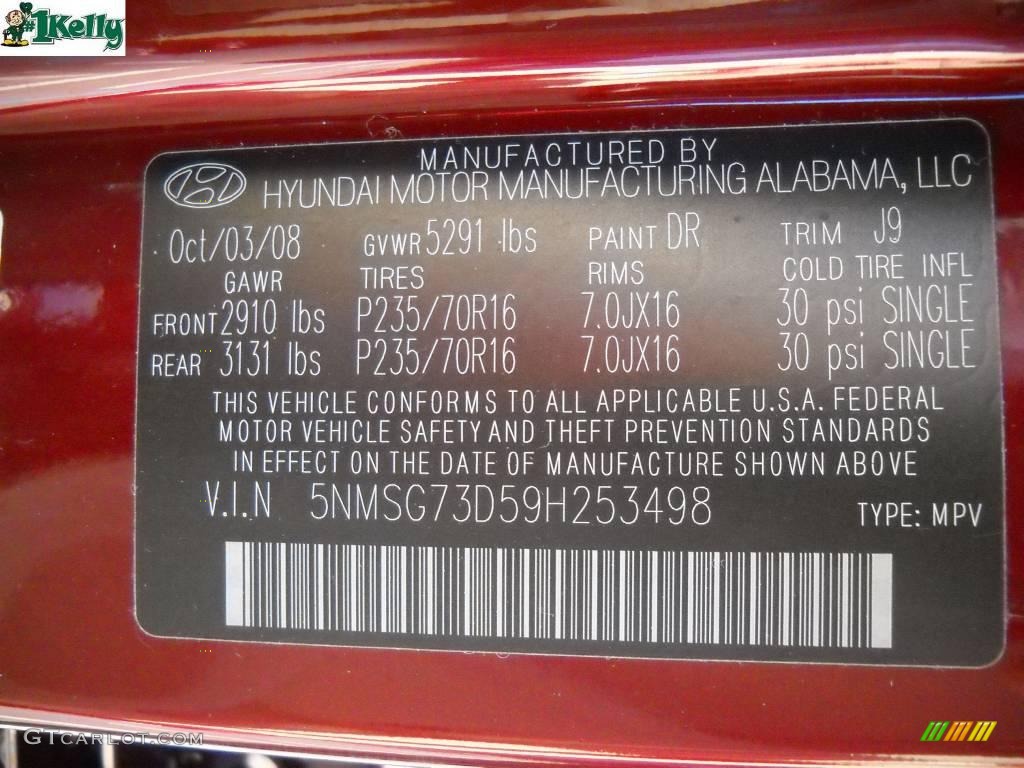 #1Kelly
MANUFACTURED BY
HYUNDAI MOTOR MANUFACTURING ALABAMA, LLC
Oct/03/08 GVWR 5291 lbs PAINT DR TRIM J9
GAWR TIRES RIMS COLD TIRE INFL
FRONT 2910 lbs P235/70R16 7.0JX16 30 psi SINGLE
REAR 3131 lbs P235/70R16 7.0JX16 30 psi SINGLE
THIS VEHICLE CONFORMS TO ALL APPLICABLE U.S.A. FEDERAL
MOTOR VEHICLE SAFETY AND THEFT PREVENTION STANDARDS
IN EFFECT ON THE DATE OF MANUFACTURE SHOWN ABOVE
V.I.N 5NMSG73D59H253498 TYPE: MPV
GTCARLOT.COM